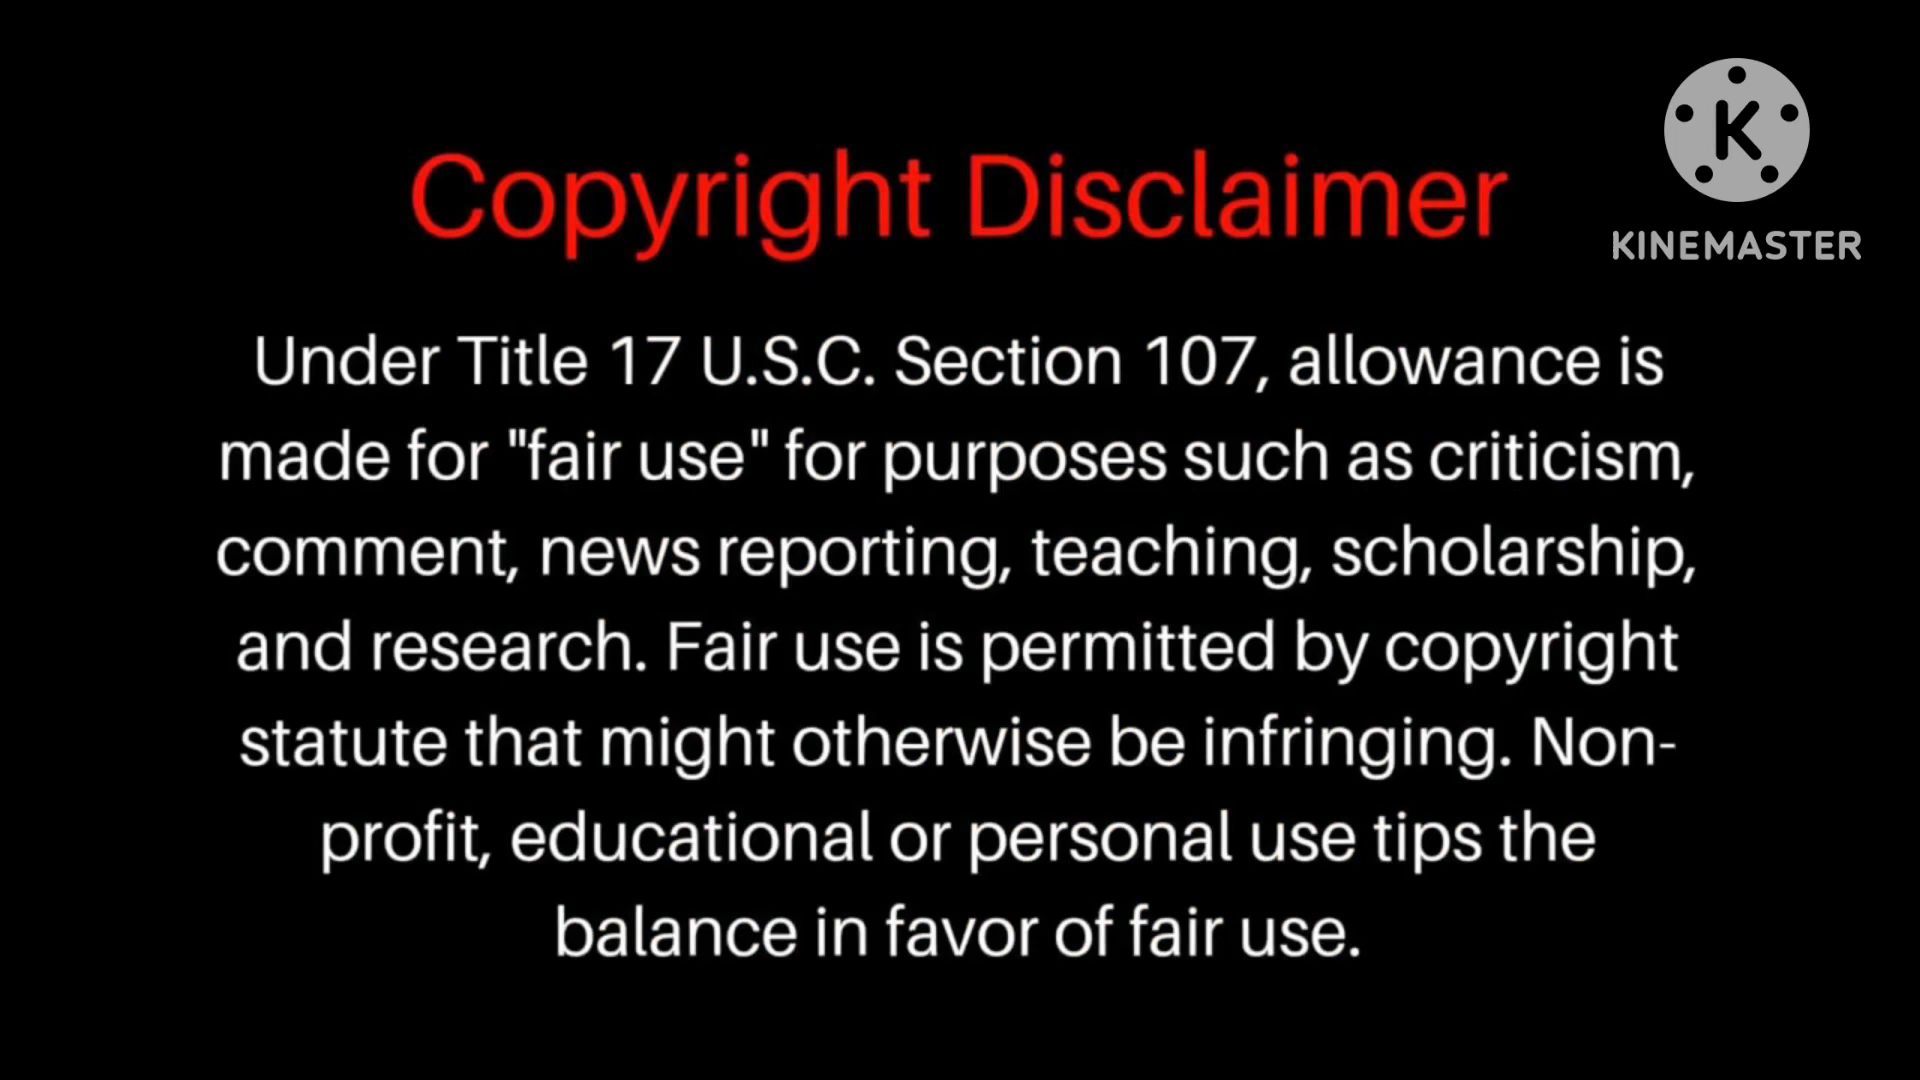 Copyright Disclaimer
K
KINEMASTER
Under Title 17 U.S.C. Section 107, allowance is
made for "fair use" for purposes such as criticism,
comment, news reporting, teaching, scholarship,
and research. Fair use is permitted by copyright
statute that might otherwise be infringing. Non-
profit, educational or personal use tips the
balance in favor of fair use.